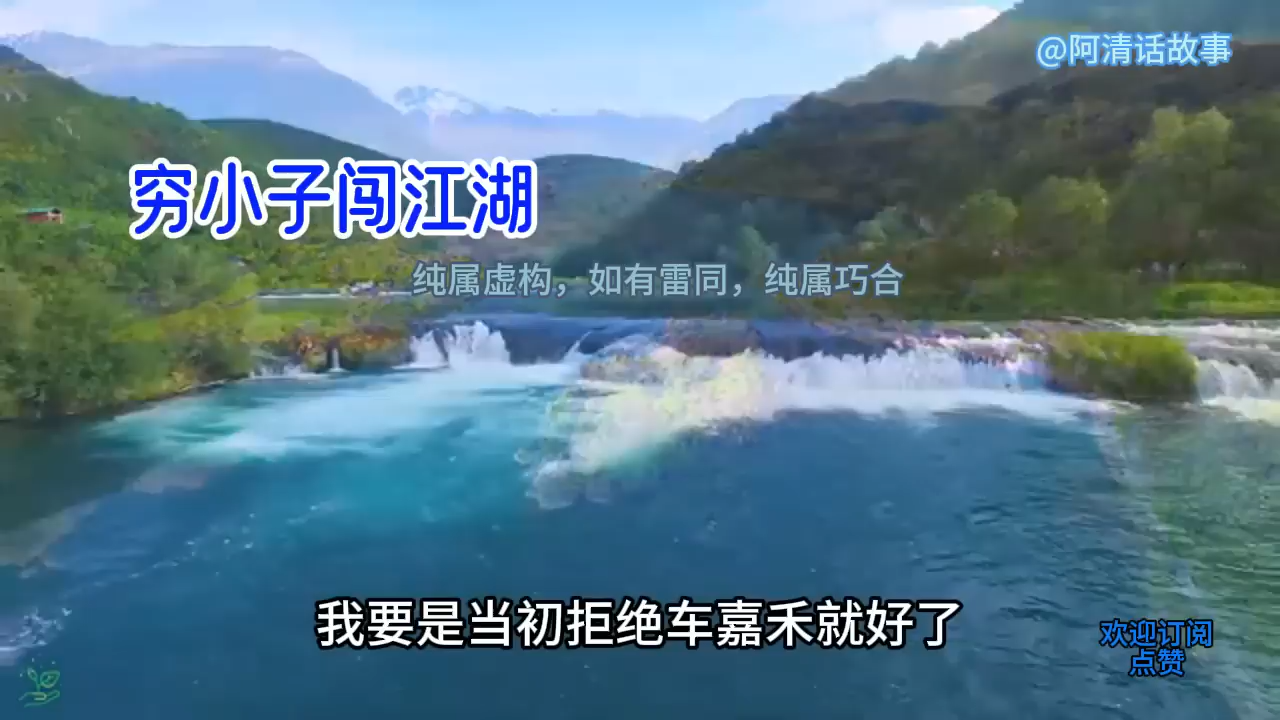 @阿清话故事
穷小子闯江湖
纯属虚构，如有雷同，纯属巧合
我要是当初拒绝车嘉禾就好了
欢迎订阅
点赞